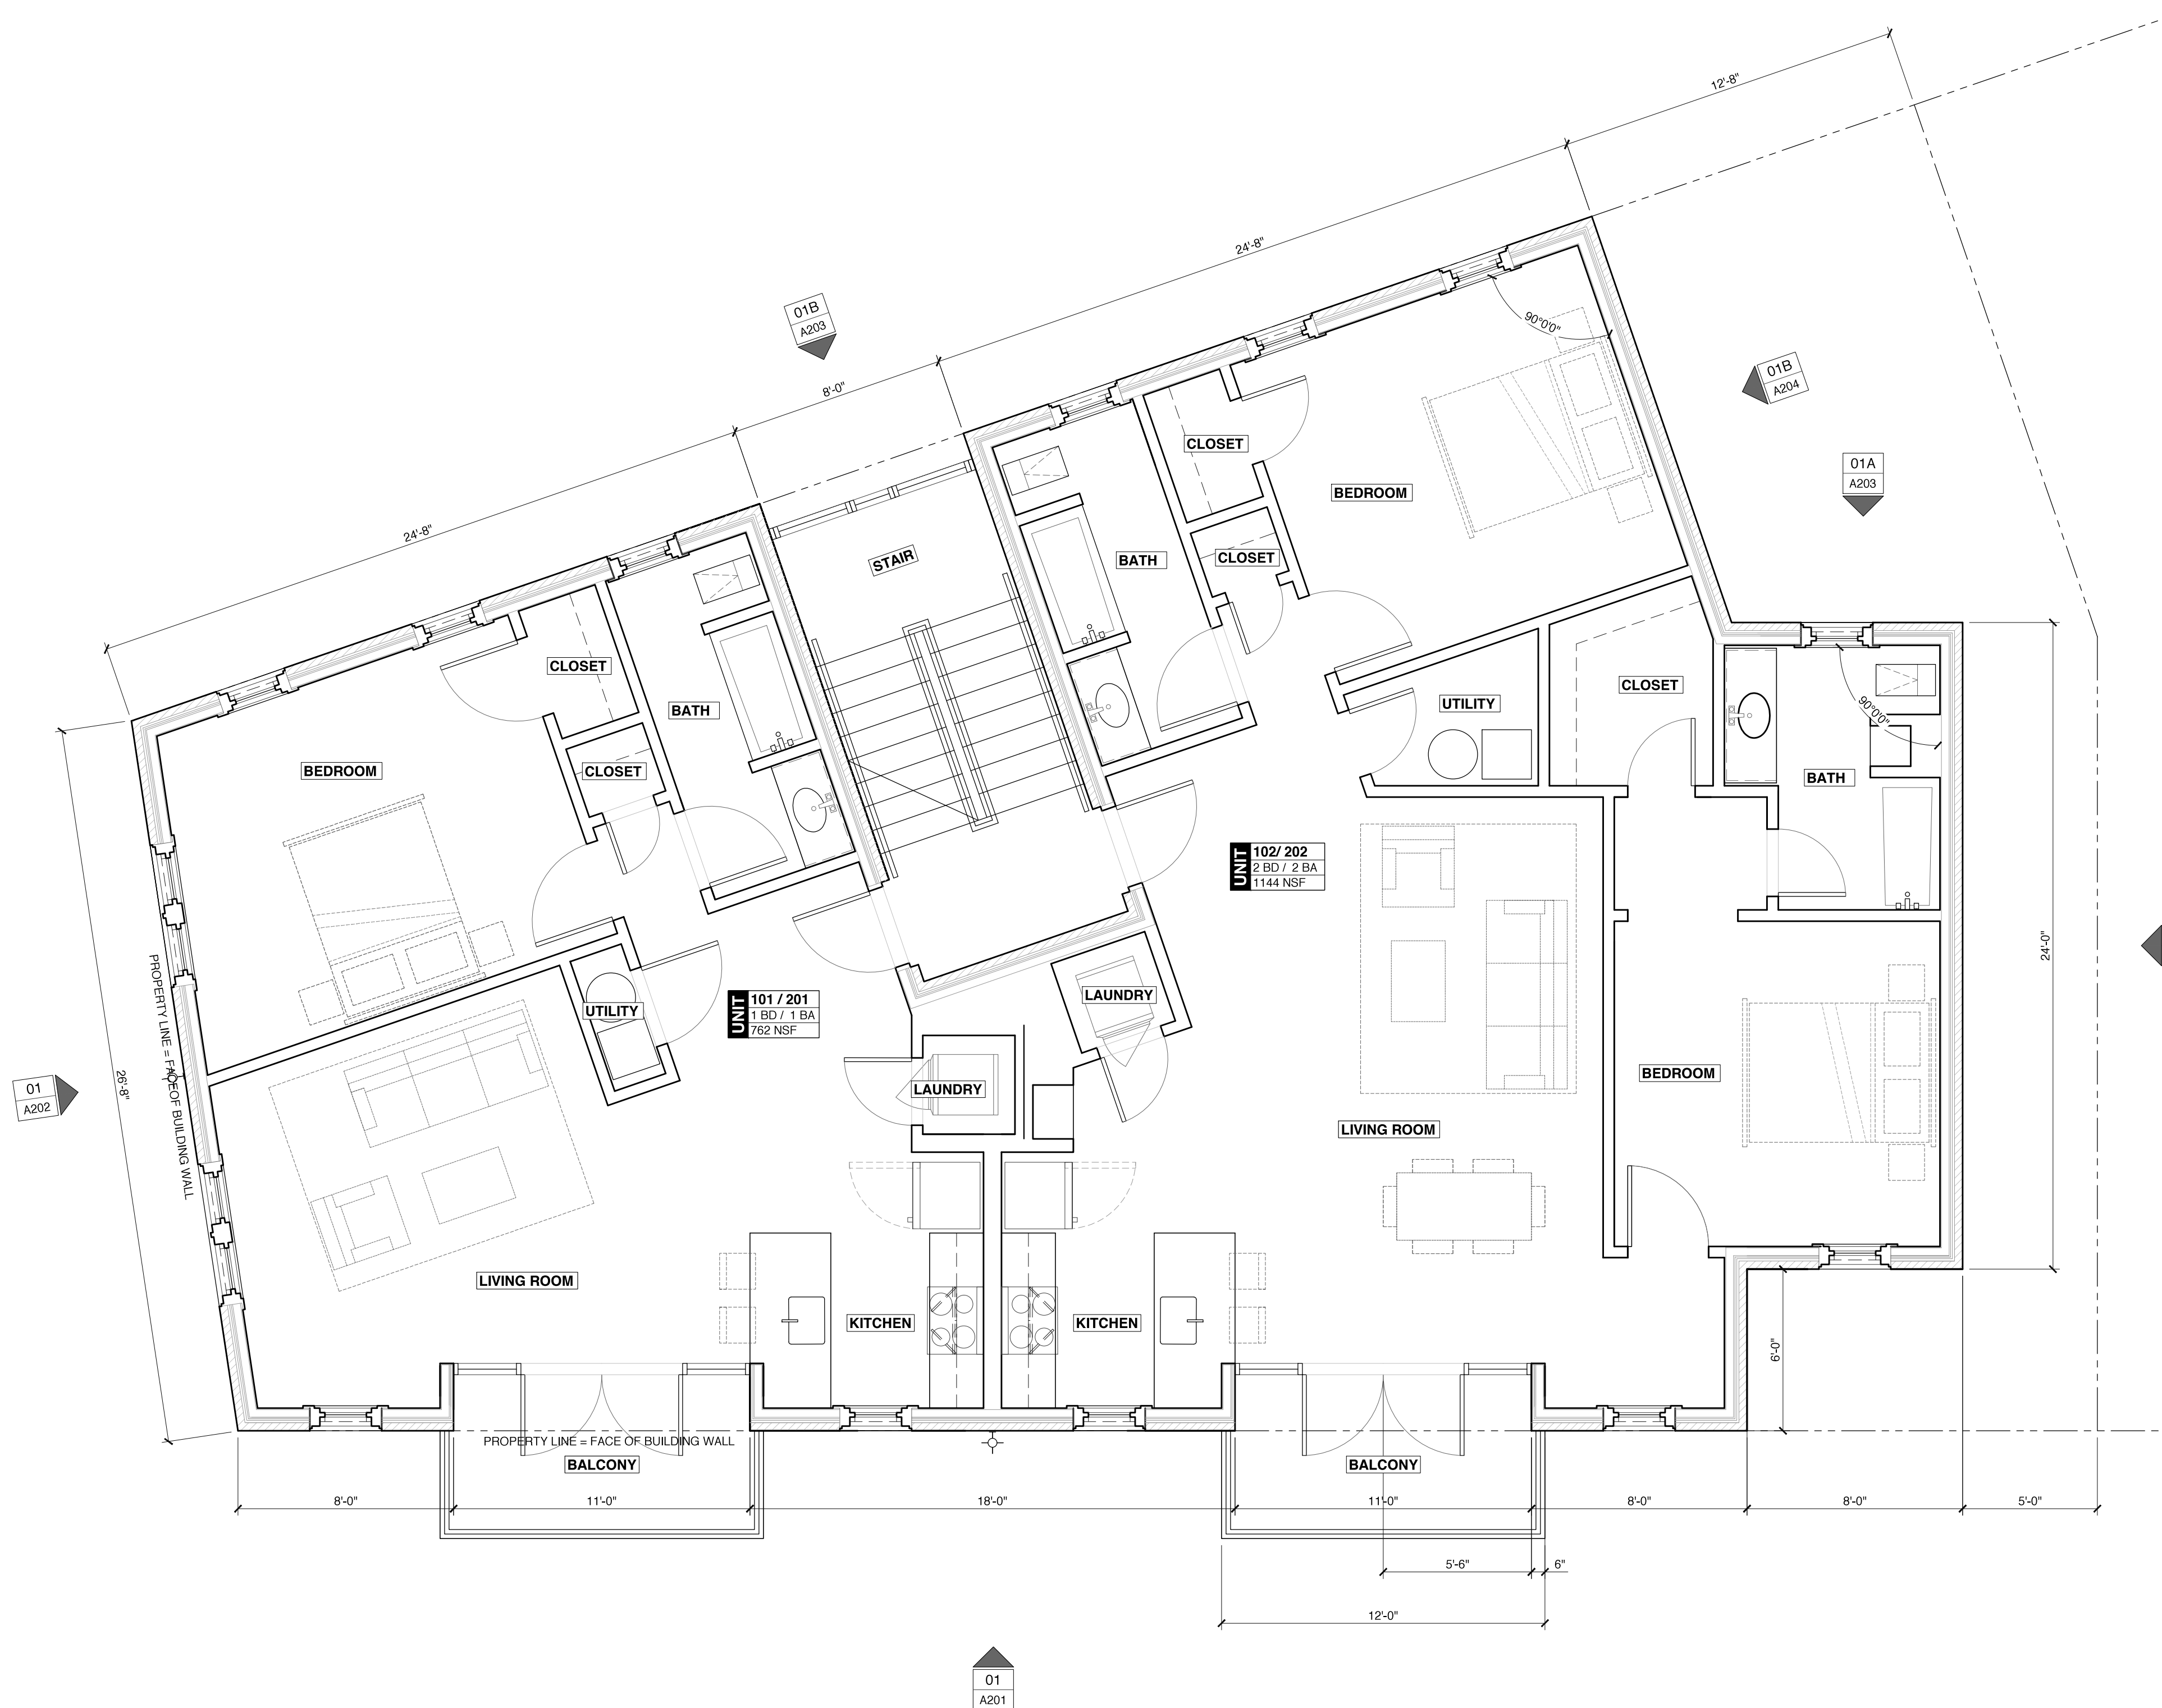 12'-8"
24'-8"
01B
A203
8'-0"
90°0'0"
01B
A204
CLOSET
01A
A203
BEDROOM
24'-8"
STAIR
BATH
CLOSET
CLOSET
CLOSET
UTILITY
BATH
90°0'0"
BEDROOM
CLOSET
BATH
UNIT
102/ 202
2 BD / 2 BA
1144 NSF
24'-0"
PROPERTY LINE = FACEOF BUILDING WALL
UTILITY
UNIT
101 / 201
1 BD / 1 BA
762 NSF
LAUNDRY
01
A202
26'-8"
LAUNDRY
BEDROOM
LIVING ROOM
LIVING ROOM
KITCHEN
KITCHEN
6'-0"
PROPERTY LINE = FACE OF BUILDING WALL
BALCONY
BALCONY
8'-0"
11'-0"
18'-0"
11'-0"
8'-0"
8'-0"
5'-0"
5'-6"
6"
12'-0"
01
A201